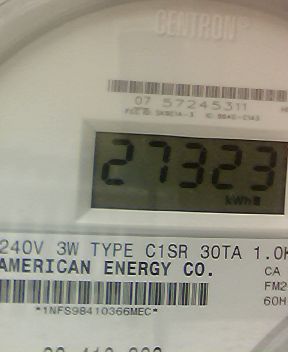 CENTRON®
07 57245311
27323
kWh
240V 3W TYPE C1SR 30TA 1.0K
AMERICAN ENERGY CO.
CA
FM2
60H
*1NFS98410366MEC*